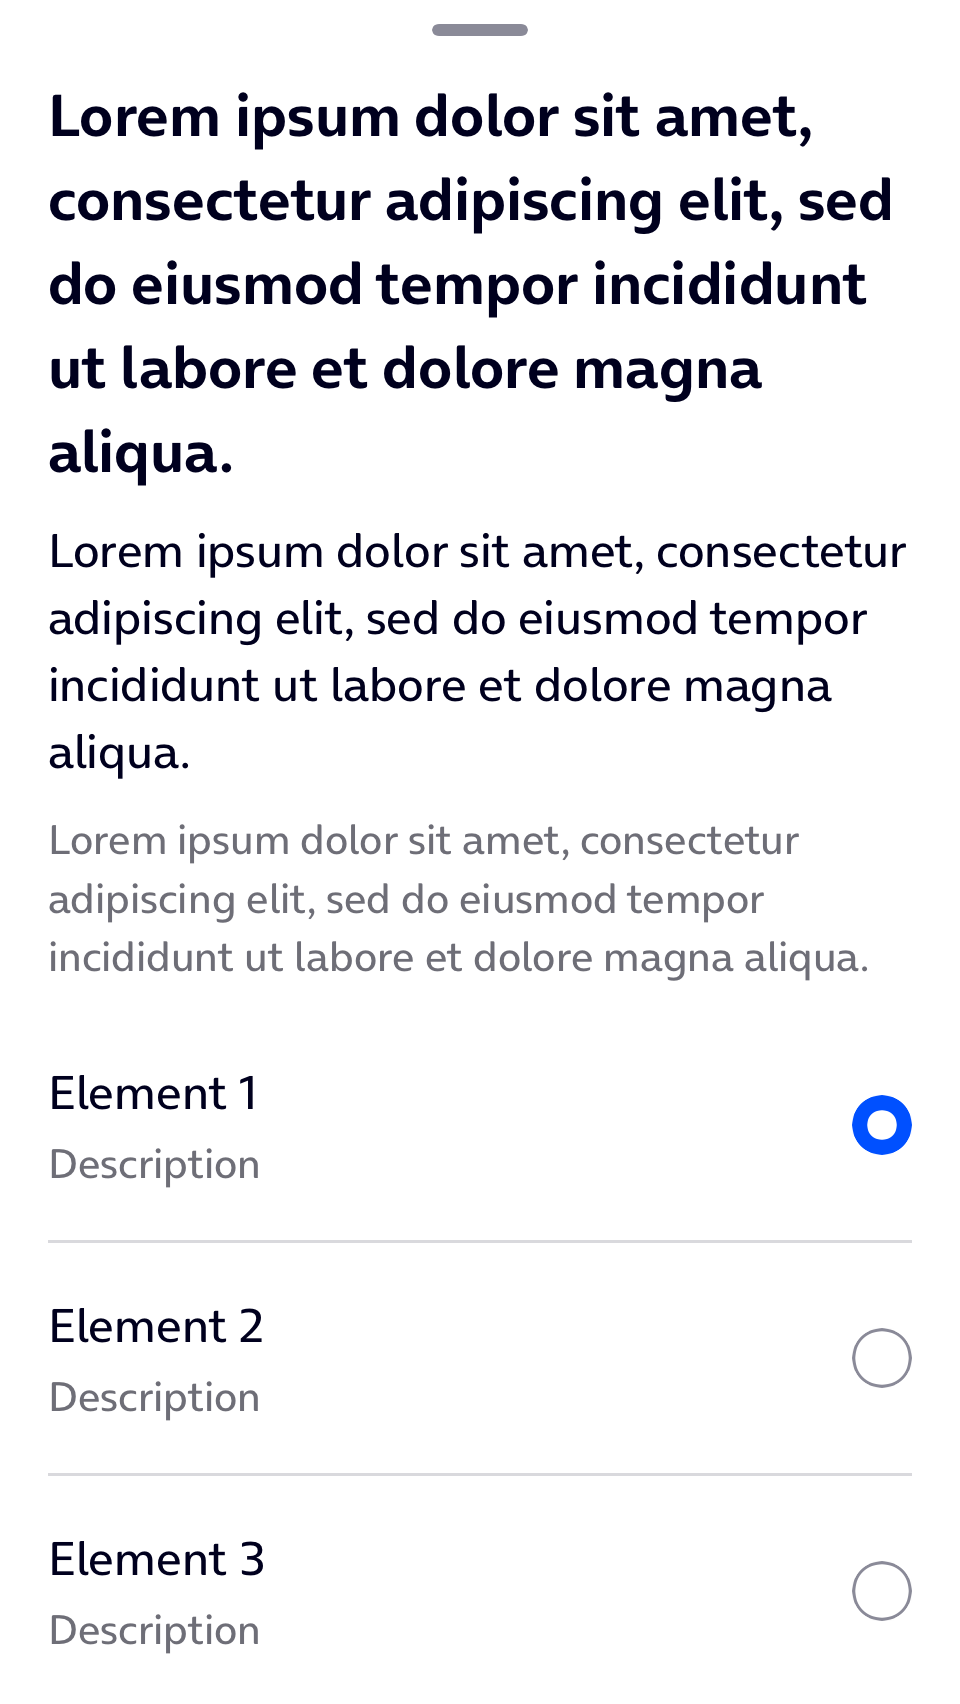 Lorem ipsum dolor sit amet,
consectetur adipiscing elit, sed
do eiusmod tempor incididunt
ut labore et dolore magna
aliqua.
Lorem ipsum dolor sit amet, consectetur
adipiscing elit, sed do eiusmod tempor
incididunt ut labore et dolore magna
aliqua.
Lorem ipsum dolor sit amet, consectetur
adipiscing elit, sed do eiusmod tempor
incididunt ut labore et dolore magna aliqua.
Element 1
Description
Element 2
Description
Element 3
Description